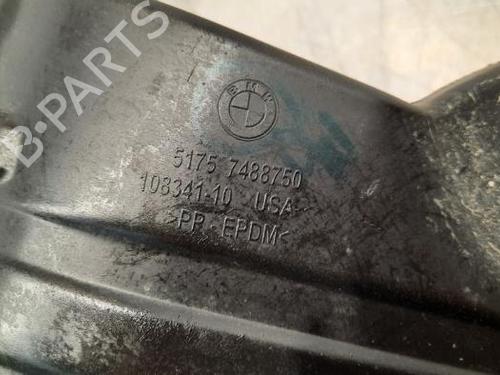 B-PARTS
BMW
5175 7488750
108341-10 USA
>PP-EPDM<